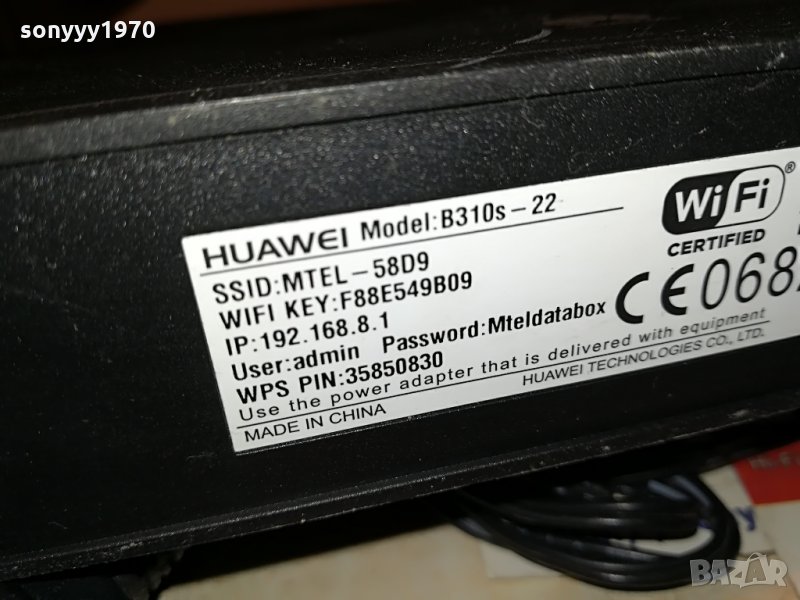 sonyyy1970
HUAWEI Model:B310s-22
SSID:MTEL-58D9
WIFI KEY:F88E549B09
IP:192.168.8.1
User:admin Password:Mteldatabox
WPS PIN:35850830
Use the power adapter that is delivered with equipment
MADE IN CHINA
HUAWEI TECHNOLOGIES CO., LTD.
WiFi®
CERTIFIED
CE068
BAZAR